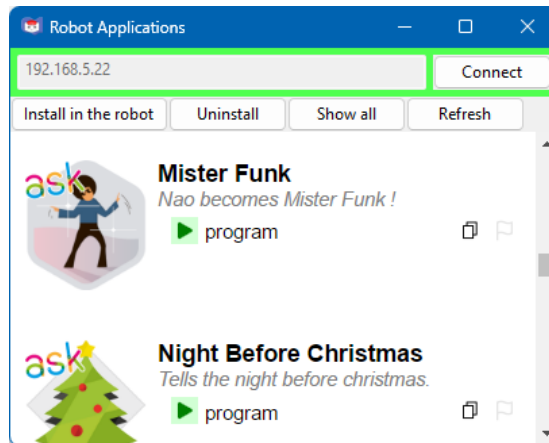 Robot Applications
192.168.5.22 Connect
Install in the robot Uninstall Show all Refresh
ask
Mister Funk
Nao becomes Mister Funk !
program
ask
Night Before Christmas
Tells the night before christmas.
program